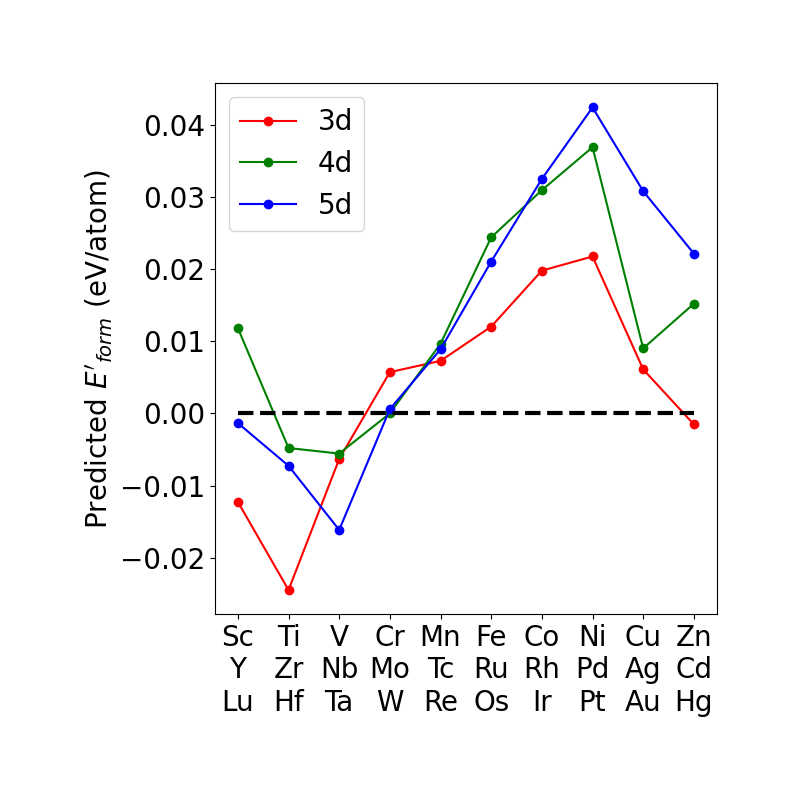 3d
4d
5d
0.04
0.03
0.02
0.01
0.00
−0.01
−0.02
Predicted E'form (eV/atom)
Sc Ti V Cr Mn Fe Co Ni Cu Zn
Y Zr Nb Mo Tc Ru Rh Pd Ag Cd
Lu Hf Ta W Re Os Ir Pt Au Hg